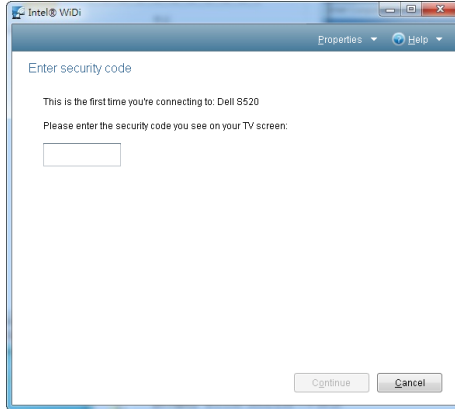 Intel® WiDi
Properties Help
Enter security code
This is the first time you're connecting to: Dell S520
Please enter the security code you see on your TV screen:
Continue Cancel